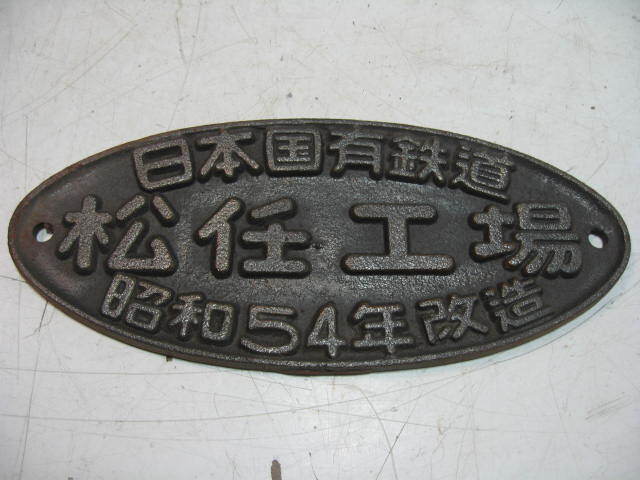 日本国有鉄道
松任工場
昭和54年改造